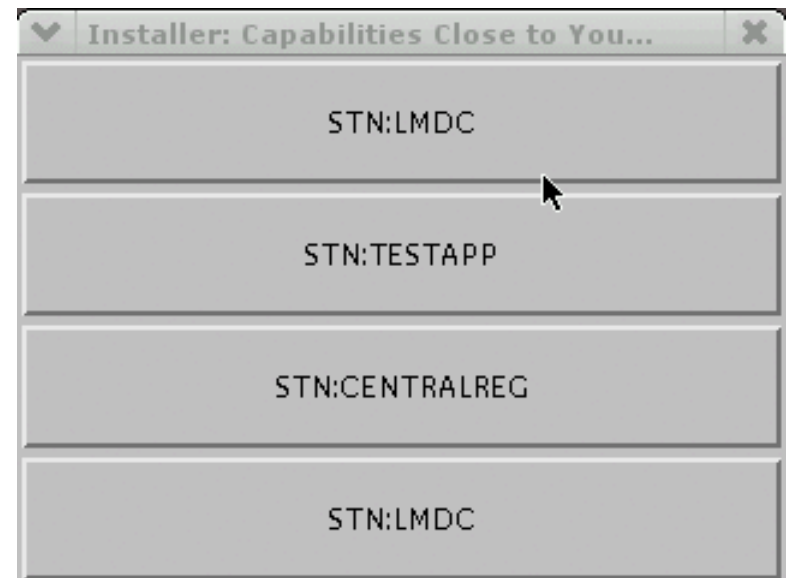 Installer: Capabilities Close to You...
STN:LMDC
STN:TESTAPP
STN:CENTRALREG
STN:LMDC